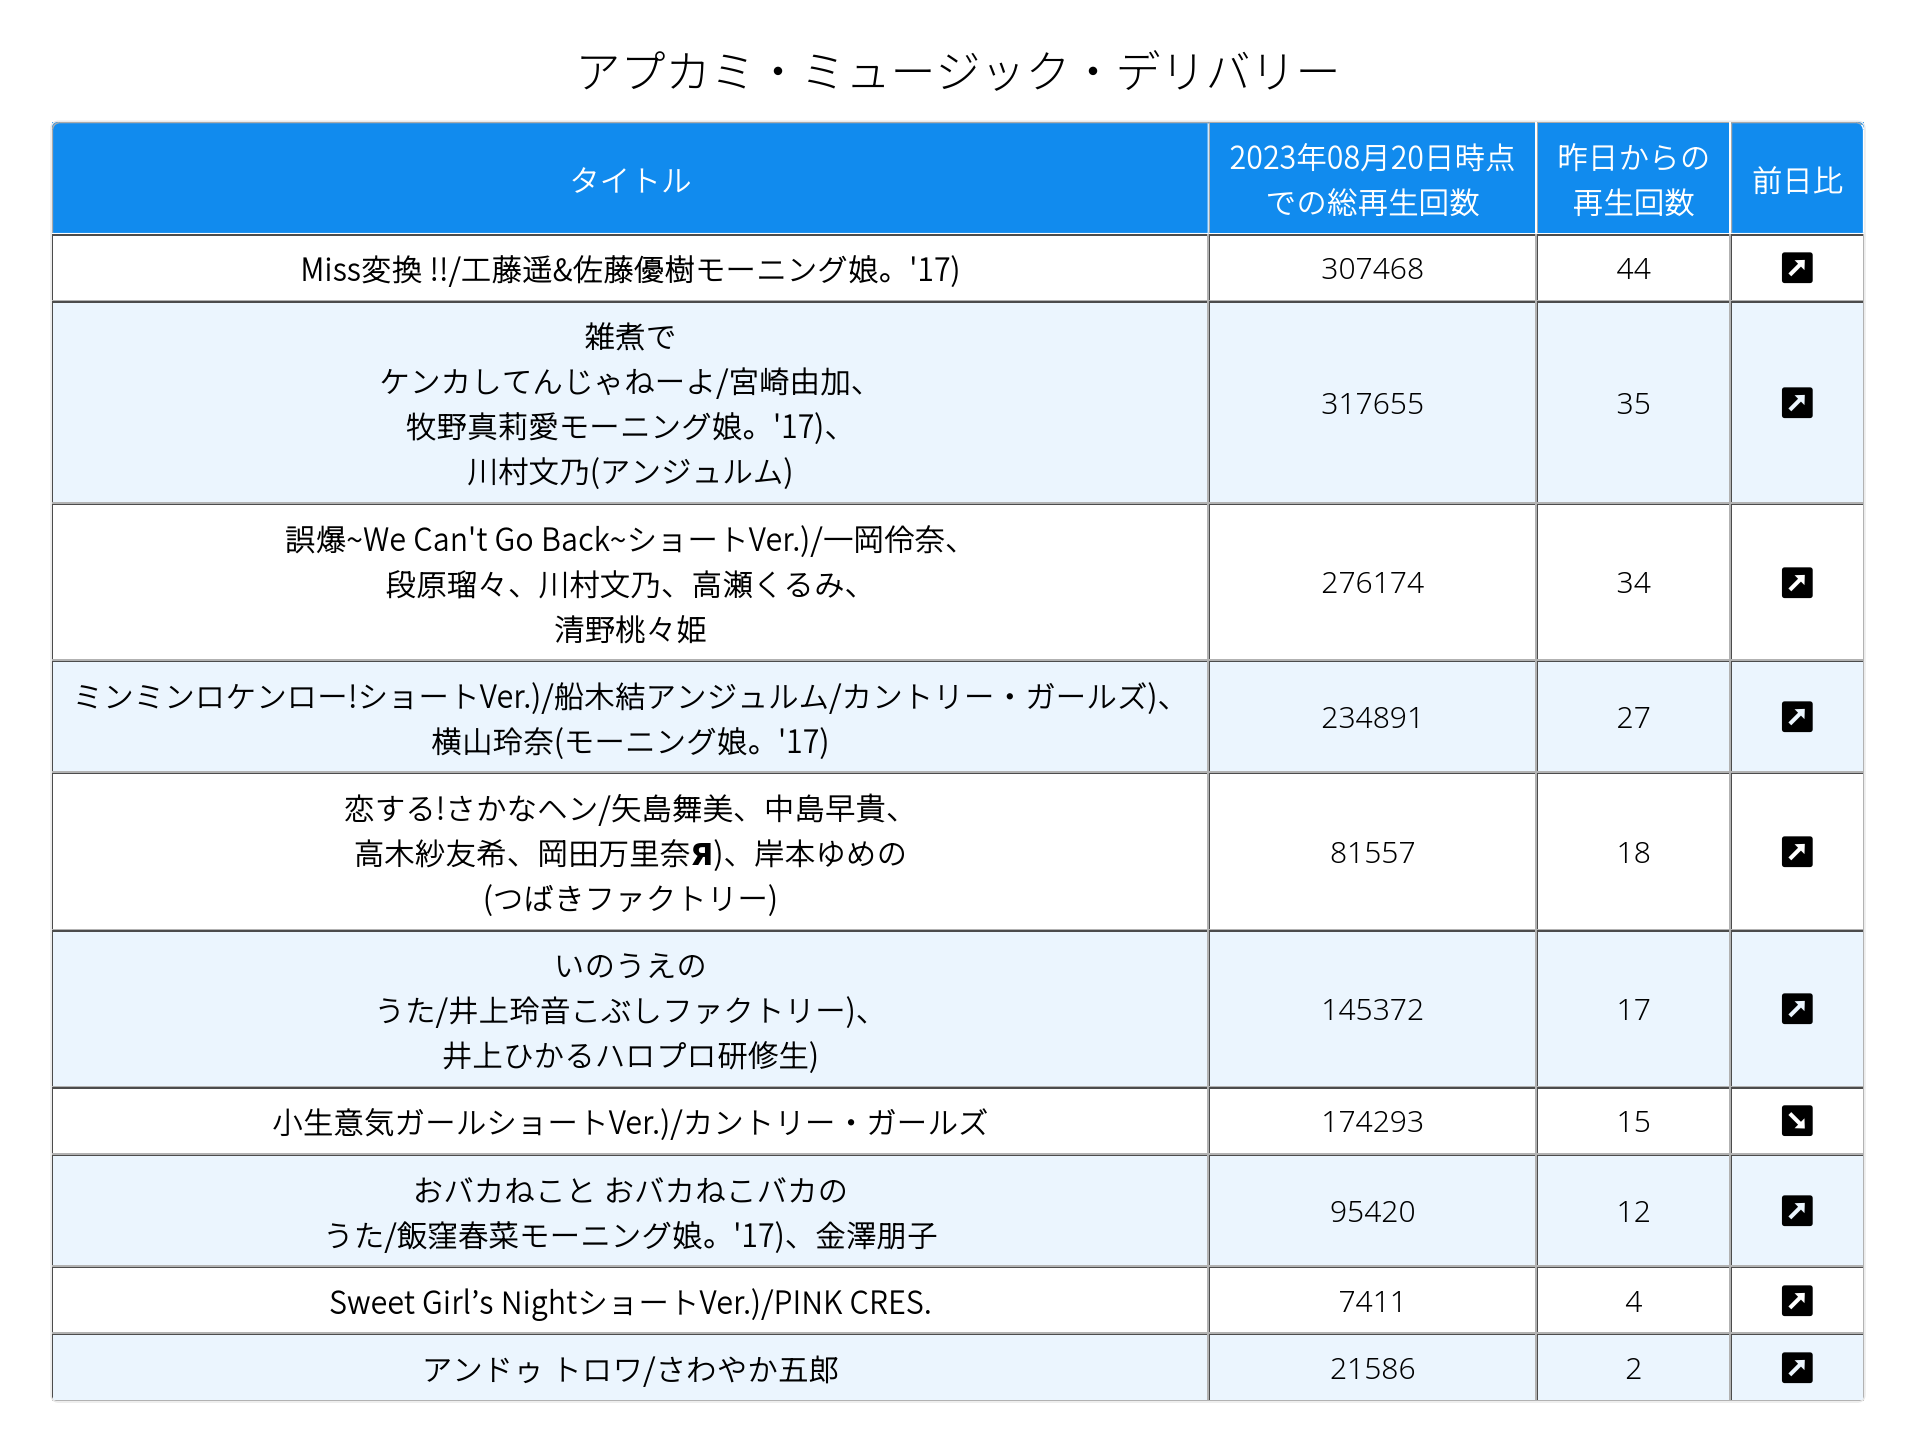 アプカミ・ミュージック・デリバリー
タイトル
2023年08月20日時点
での総再生回数
昨日からの
再生回数
前日比
Miss変換 !!/工藤遥&佐藤優樹モーニング娘。'17)
307468
44
雑煮で
ケンカしてんじゃねーよ/宮崎由加、
牧野真莉愛モーニング娘。'17)、
川村文乃(アンジュルム)
317655
35
誤爆~We Can't Go Back~ショートVer.)/一岡伶奈、
段原瑠々、川村文乃、高瀬くるみ、
清野桃々姫
276174
34
ミンミンロケンロー!ショートVer.)/船木結アンジュルム/カントリー・ガールズ)、
横山玲奈(モーニング娘。'17)
234891
27
恋する!さかなヘン/矢島舞美、中島早貴、
高木紗友希、岡田万里奈Я)、岸本ゆめの
(つばきファクトリー)
81557
18
いのうえの
うた/井上玲音こぶしファクトリー)、
井上ひかるハロプロ研修生)
145372
17
小生意気ガールショートVer.)/カントリー・ガールズ
174293
15
おバカねこと おバカねこバカの
うた/飯窪春菜モーニング娘。'17)、金澤朋子
95420
12
Sweet Girl’s NightショートVer.)/PINK CRES.
7411
4
アンドゥ トロワ/さわやか五郎
21586
2